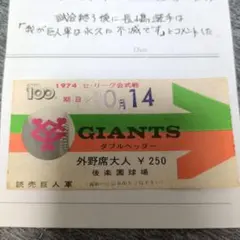 試合終了後に長嶋選手は
「我が巨人軍は永久に不滅です」とコメントした
1974 セ・リーグ公式戦
100
期日 10月14
GIANTS
ダブルヘッダー
外野席大人 ¥250
後楽園球場
読売巨人軍